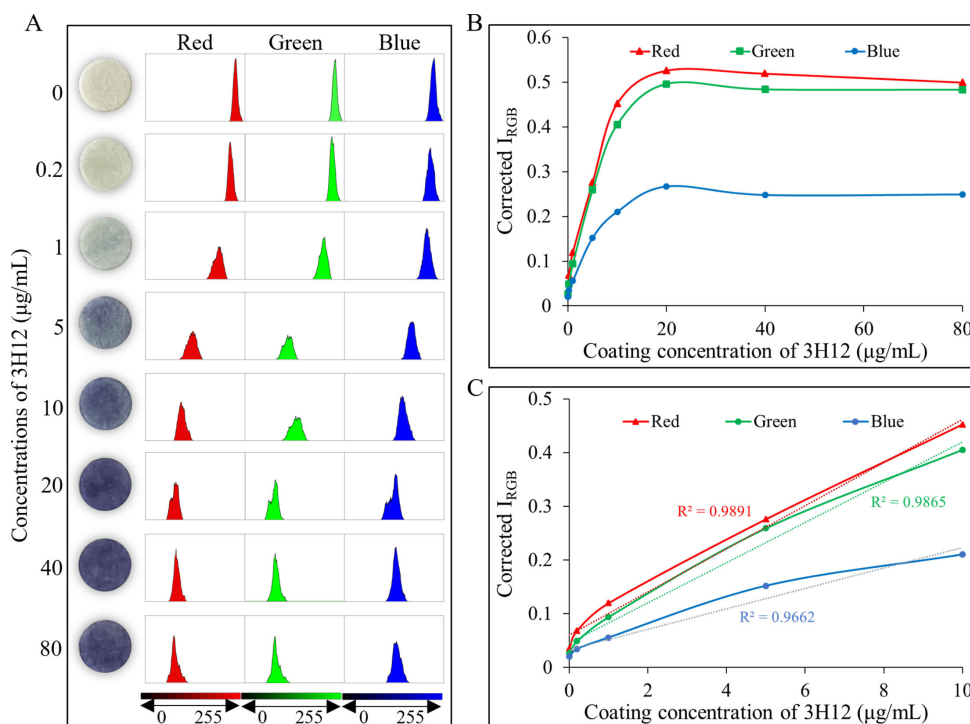 A
Red Green Blue
Concentrations of 3H12 (µg/mL)
0
0.2
1
5
10
20
40
80
0 255 0 255 0 255
B
Corrected I_RGB
0.6
0.5
0.4
0.3
0.2
0.1
0
Red Green Blue
0 20 40 60 80
Coating concentration of 3H12 (µg/mL)
C
Corrected I_RGB
0.5
0.4
0.3
0.2
0.1
0
Red Green Blue
R² = 0.9891
R² = 0.9865
R² = 0.9662
0 2 4 6 8 10
Coating concentration of 3H12 (µg/mL)